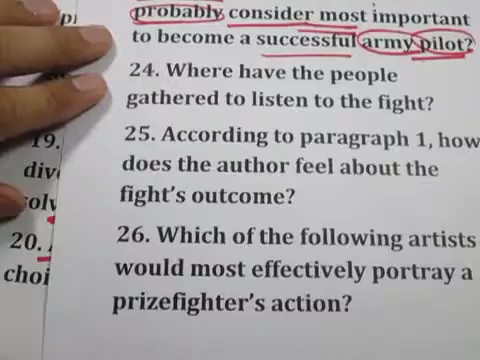 probably consider most important
to become a successful army pilot?
24. Where have the people
gathered to listen to the fight?
25. According to paragraph 1, how
does the author feel about the
fight's outcome?
26. Which of the following artists
would most effectively portray a
prizefighter's action?
19.
20.
choi